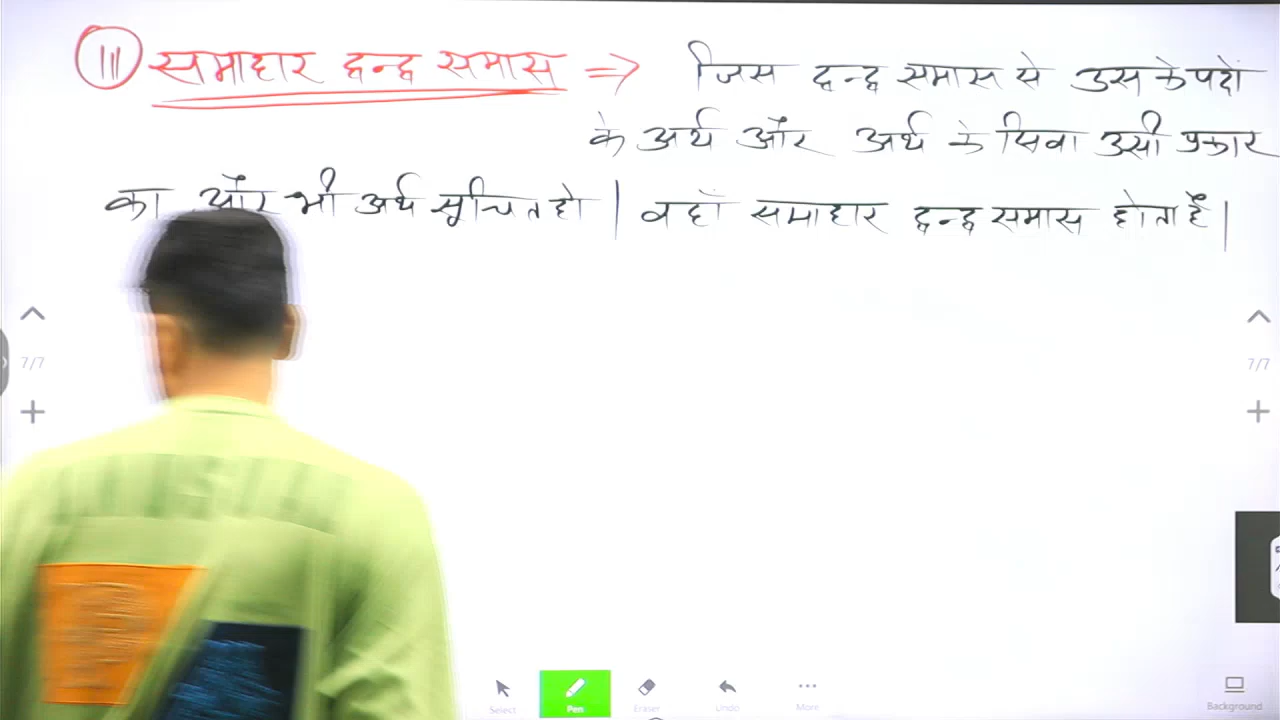 III समाहार द्वन्द्व समास ⇒ जिस द्वन्द्व समास से उस के पदों
के अर्थ और अर्थ के सिवा उसी प्रकार
का और भी अर्थ सूचित हो | वहाँ समाहार द्वन्द्व समास होता है |
7/7
7/7
Select Pen Eraser Undo More
Background